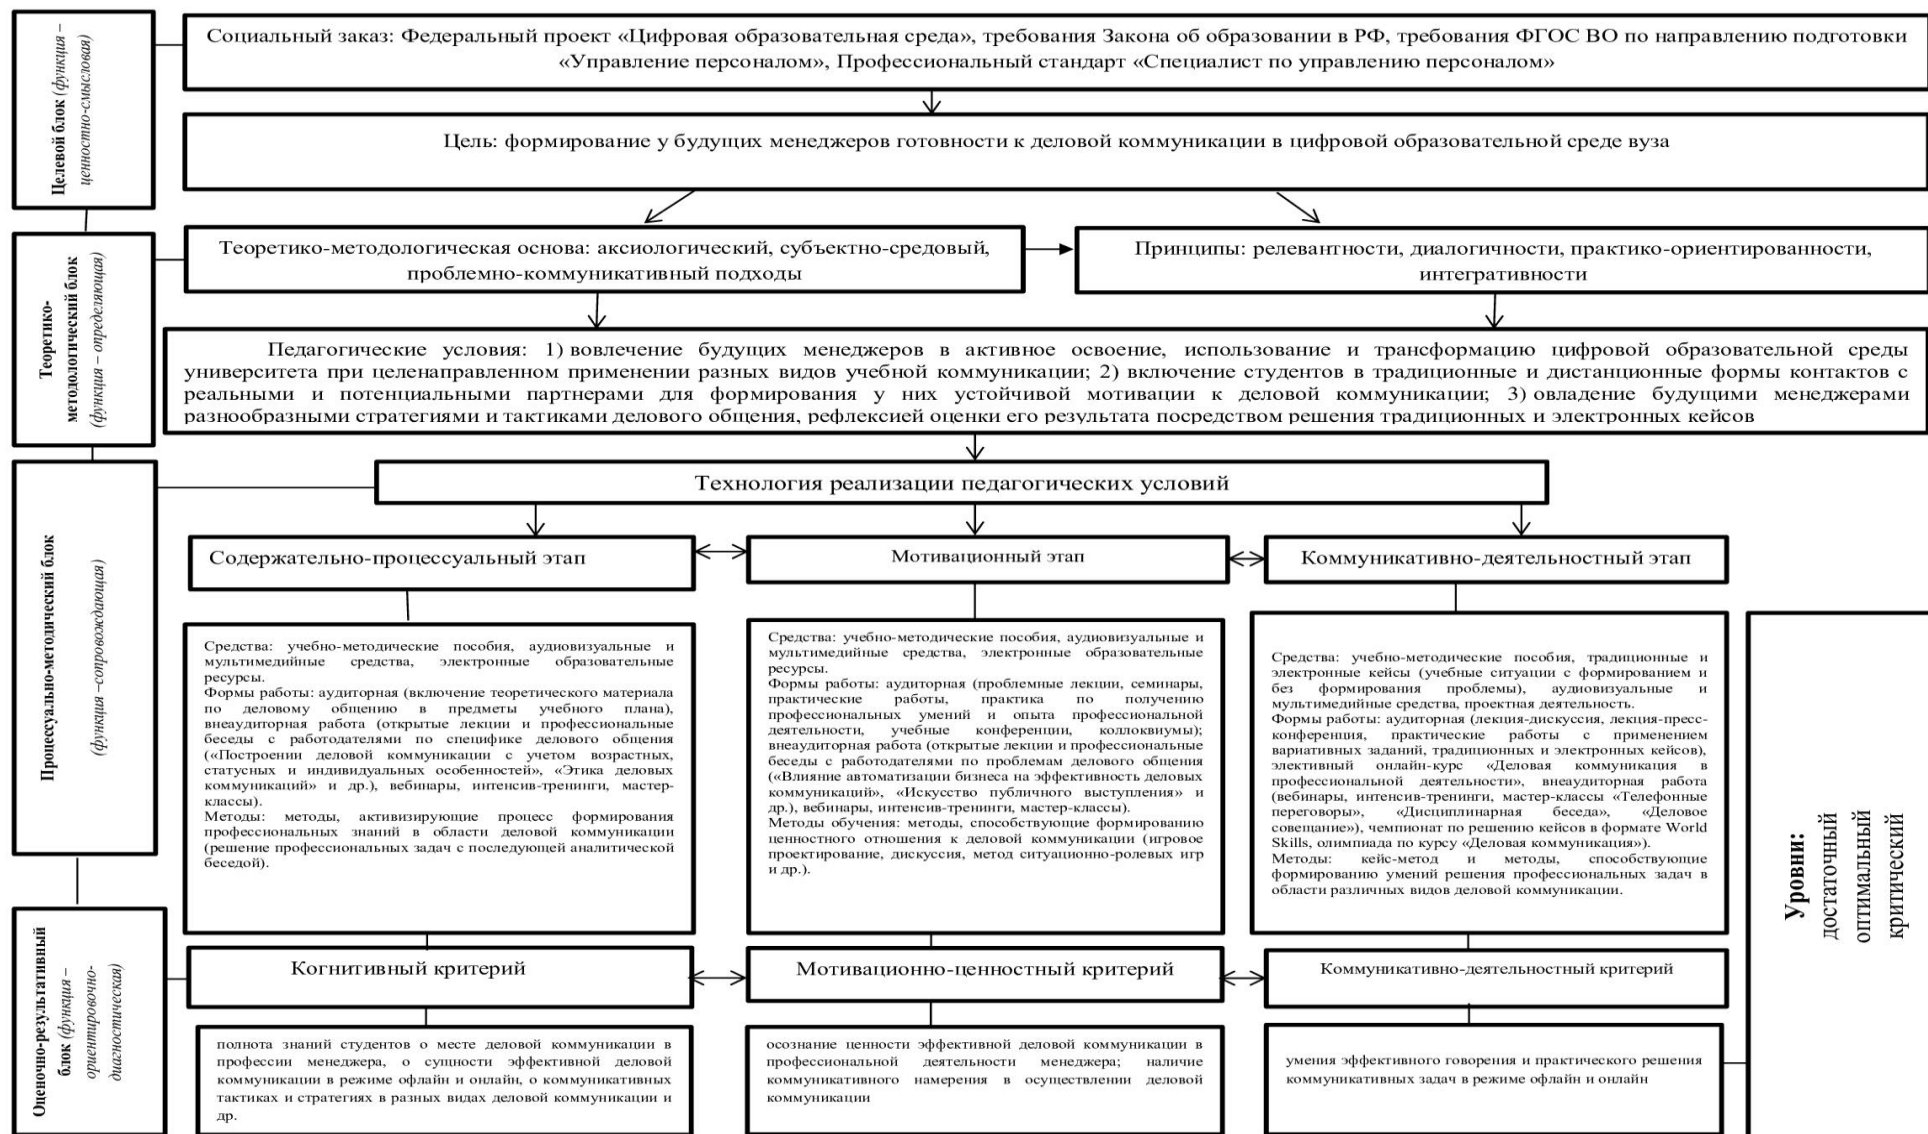 Целевой блок (функция –
ценностно-смысловая)
Социальный заказ: Федеральный проект «Цифровая образовательная среда», требования Закона об образовании в РФ, требования ФГОС ВО по направлению подготовки
«Управление персоналом», Профессиональный стандарт «Специалист по управлению персоналом»
Цель: формирование у будущих менеджеров готовности к деловой коммуникации в цифровой образовательной среде вуза
Теоретико-
методологический блок
(функция – определяющая)
Теоретико-методологическая основа: аксиологический, субъектно-средовый,
проблемно-коммуникативный подходы
Принципы: релевантности, диалогичности, практико-ориентированности,
интегративности
Педагогические условия: 1) вовлечение будущих менеджеров в активное освоение, использование и трансформацию цифровой образовательной среды
университета при целенаправленном применении разных видов учебной коммуникации; 2) включение студентов в традиционные и дистанционные формы контактов с
реальными и потенциальными партнерами для формирования у них устойчивой мотивации к деловой коммуникации; 3) овладение будущими менеджерами
разнообразными стратегиями и тактиками делового общения, рефлексией оценки его результата посредством решения традиционных и электронных кейсов
Процессуально-методический блок
(функция –сопровождающая)
Технология реализации педагогических условий
Содержательно-процессуальный этап
Мотивационный этап
Коммуникативно-деятельностный этап
Средства: учебно-методические пособия, аудиовизуальные и
мультимедийные средства, электронные образовательные
ресурсы.
Формы работы: аудиторная (включение теоретического материала
по деловому общению в предметы учебного плана),
внеаудиторная работа (открытые лекции и профессиональные
беседы с работодателями по специфике делового общения
(«Построении деловой коммуникации с учетом возрастных,
статусных и индивидуальных особенностей», «Этика деловых
коммуникаций» и др.), вебинары, интенсив-тренинги, мастер-
классы).
Методы: методы, активизирующие процесс формирования
профессиональных знаний в области деловой коммуникации
(решение профессиональных задач с последующей аналитической
беседой).
Средства: учебно-методические пособия, аудиовизуальные и
мультимедийные средства, электронные образовательные
ресурсы.
Формы работы: аудиторная (проблемные лекции, семинары,
практические работы, практика по получению
профессиональных умений и опыта профессиональной
деятельности, учебные конференции, коллоквиумы);
внеаудиторная работа (открытые лекции и профессиональные
беседы с работодателями по проблемам делового общения
(«Влияние автоматизации бизнеса на эффективность деловых
коммуникаций», «Искусство публичного выступления» и
др.), вебинары, интенсив-тренинги, мастер-классы).
Методы обучения: методы, способствующие формированию
ценностного отношения к деловой коммуникации (игровое
проектирование, дискуссия, метод ситуационно-ролевых игр
и др.).
Средства: учебно-методические пособия, традиционные и
электронные кейсы (учебные ситуации с формированием и
без формирования проблемы), аудиовизуальные и
мультимедийные средства, проектная деятельность.
Формы работы: аудиторная (лекция-дискуссия, лекция-пресс-
конференция, практические работы с применением
вариативных заданий, традиционных и электронных кейсов),
элективный онлайн-курс «Деловая коммуникация в
профессиональной деятельности», внеаудиторная работа
(вебинары, интенсив-тренинги, мастер-классы «Телефонные
переговоры», «Дисциплинарная беседа», «Деловое
совещание»), чемпионат по решению кейсов в формате World
Skills, олимпиада по курсу «Деловая коммуникация»).
Методы: кейс-метод и методы, способствующие
формированию умений решения профессиональных задач в
области различных видов деловой коммуникации.
Уровни:
достаточный
оптимальный
критический
Оценочно-результативный
блок (функция –
ориентировочно-
диагностическая)
Когнитивный критерий
Мотивационно-ценностный критерий
Коммуникативно-деятельностный критерий
полнота знаний студентов о месте деловой коммуникации в
профессии менеджера, о сущности эффективной деловой
коммуникации в режиме офлайн и онлайн, о коммуникативных
тактиках и стратегиях в разных видах деловой коммуникации и
др.
осознание ценности эффективной деловой коммуникации в
профессиональной деятельности менеджера; наличие
коммуникативного намерения в осуществлении деловой
коммуникации
умения эффективного говорения и практического решения
коммуникативных задач в режиме офлайн и онлайн